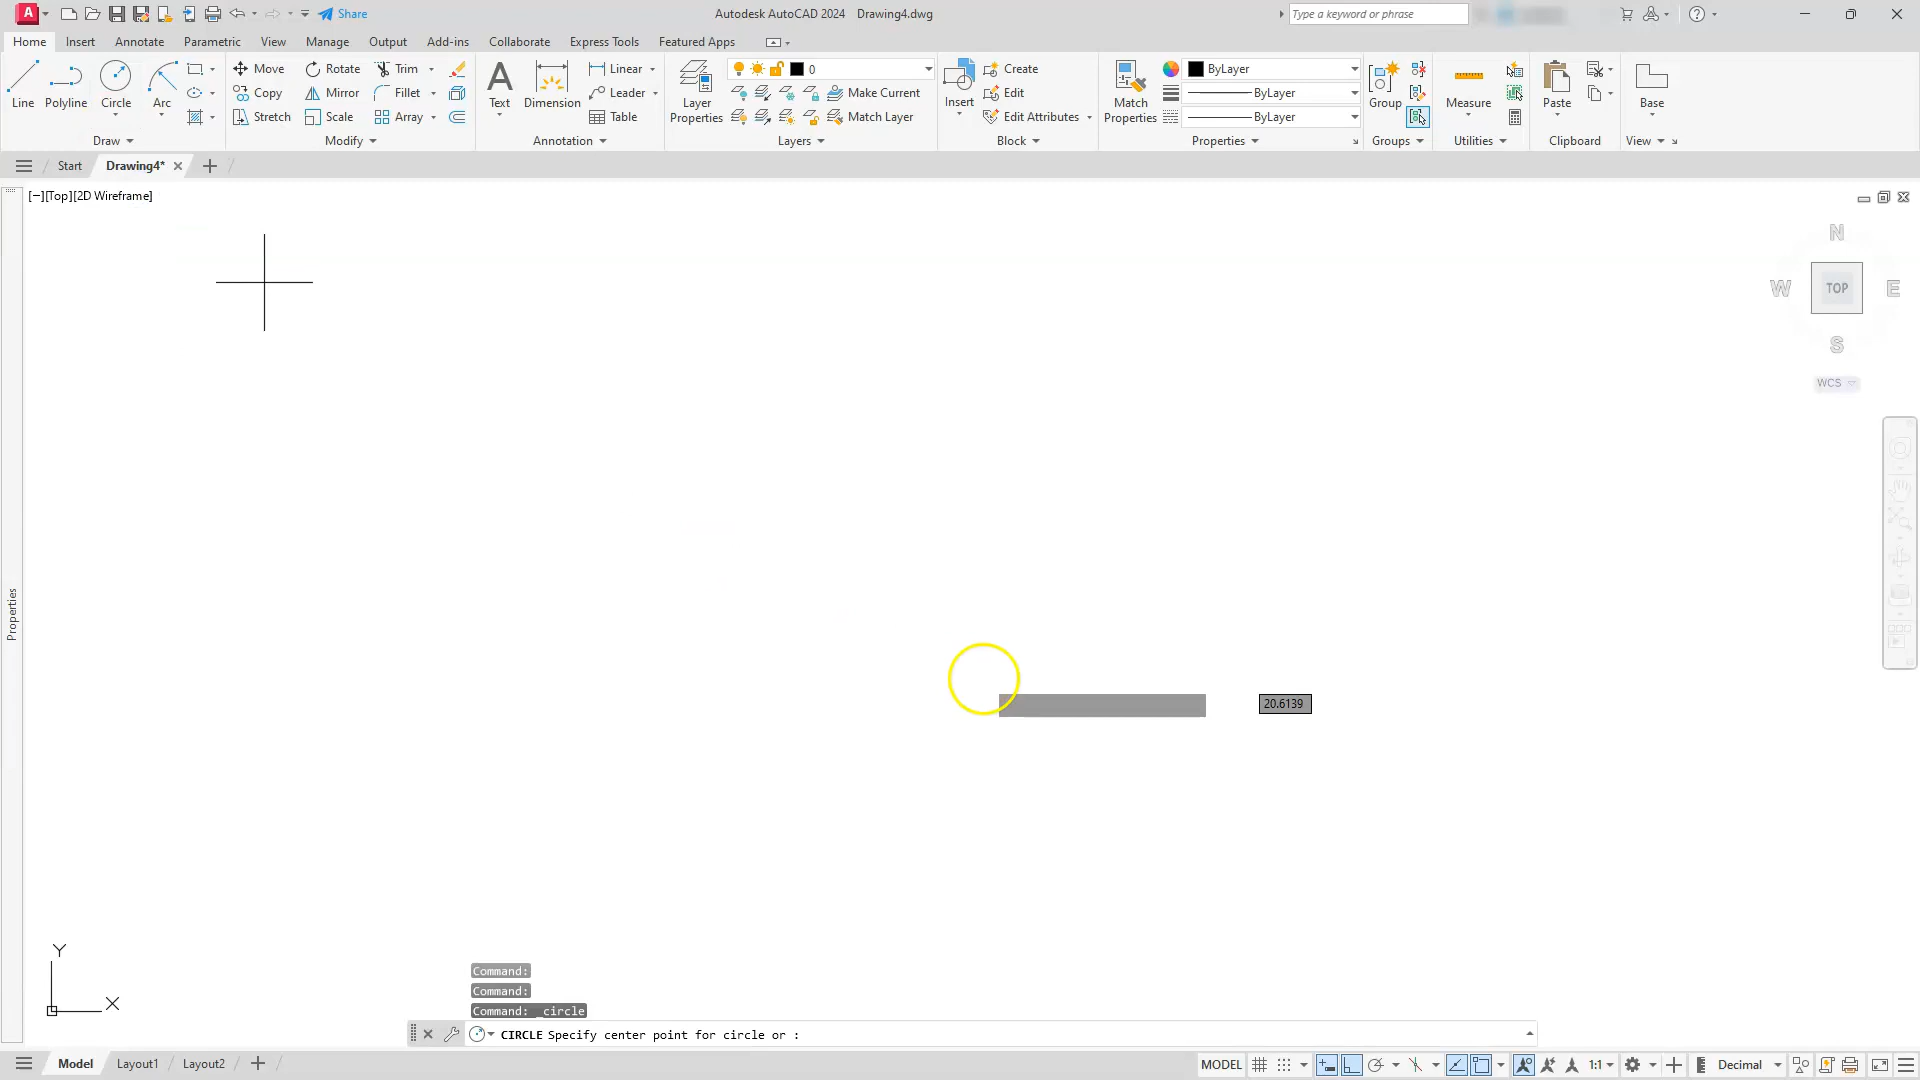 A Share Autodesk AutoCAD 2024 Drawing4.dwg Type a keyword or phrase
Home Insert Annotate Parametric View Manage Output Add-ins Collaborate Express Tools Featured Apps
Line Polyline Circle Arc
Move Rotate Trim
Copy Mirror Fillet
Stretch Scale Array
Text Dimension
Linear
Leader
Table
Layer Properties
0
Make Current
Match Layer
Insert
Create
Edit
Edit Attributes
Match Properties
ByLayer
ByLayer
ByLayer
Group
Measure
Paste
Base
Draw Modify Annotation Layers Block Properties Groups Utilities Clipboard View
Start Drawing4*
[−][Top][2D Wireframe]
N
W TOP E
S
WCS
Properties
20.6139
Y
X
Command:
Command:
Command: _circle
CIRCLE Specify center point for circle or :
Model Layout1 Layout2 MODEL 1:1 Decimal